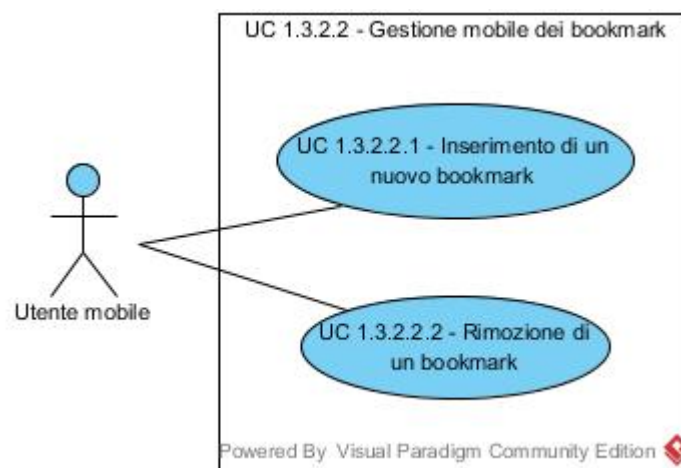 UC 1.3.2.2 - Gestione mobile dei bookmark
UC 1.3.2.2.1 - Inserimento di un
nuovo bookmark
Utente mobile
UC 1.3.2.2.2 - Rimozione di
un bookmark
Powered By Visual Paradigm Community Edition